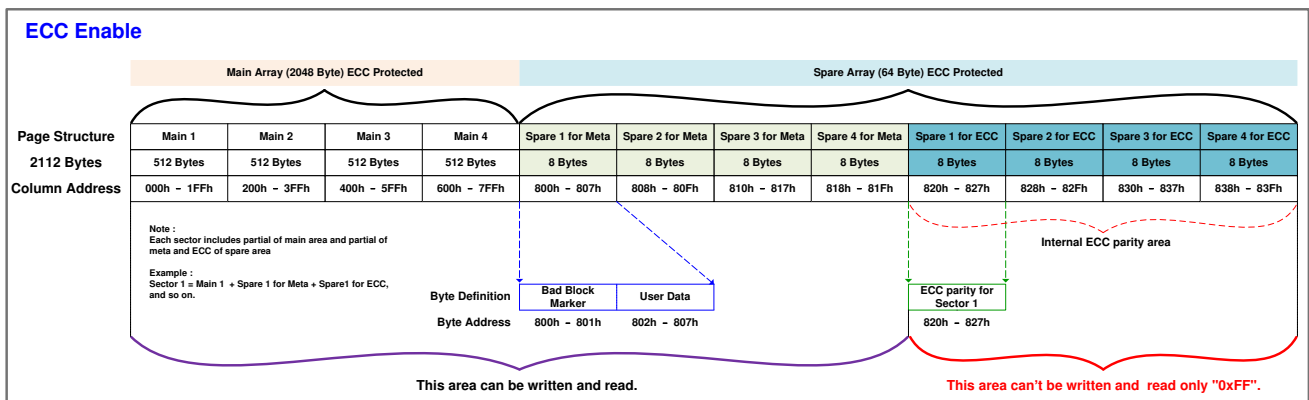 ECC Enable
Main Array (2048 Byte) ECC Protected
Spare Array (64 Byte) ECC Protected
Page Structure Main 1 Main 2 Main 3 Main 4 Spare 1 for Meta Spare 2 for Meta Spare 3 for Meta Spare 4 for Meta Spare 1 for ECC Spare 2 for ECC Spare 3 for ECC Spare 4 for ECC
2112 Bytes 512 Bytes 512 Bytes 512 Bytes 512 Bytes 8 Bytes 8 Bytes 8 Bytes 8 Bytes 8 Bytes 8 Bytes 8 Bytes 8 Bytes
Column Address 000h - 1FFh 200h - 3FFh 400h - 5FFh 600h - 7FFh 800h - 807h 808h - 80Fh 810h - 817h 818h - 81Fh 820h - 827h 828h - 82Fh 830h - 837h 838h - 83Fh
Note :
Each sector includes partial of main area and partial of
meta and ECC of spare area
Example :
Sector 1 = Main 1 + Spare 1 for Meta + Spare1 for ECC,
and so on.
Internal ECC parity area
Byte Definition
Bad Block
Marker
User Data
ECC parity for
Sector 1
Byte Address 800h - 801h 802h - 807h 820h - 827h
This area can be written and read.
This area can't be written and read only "0xFF".